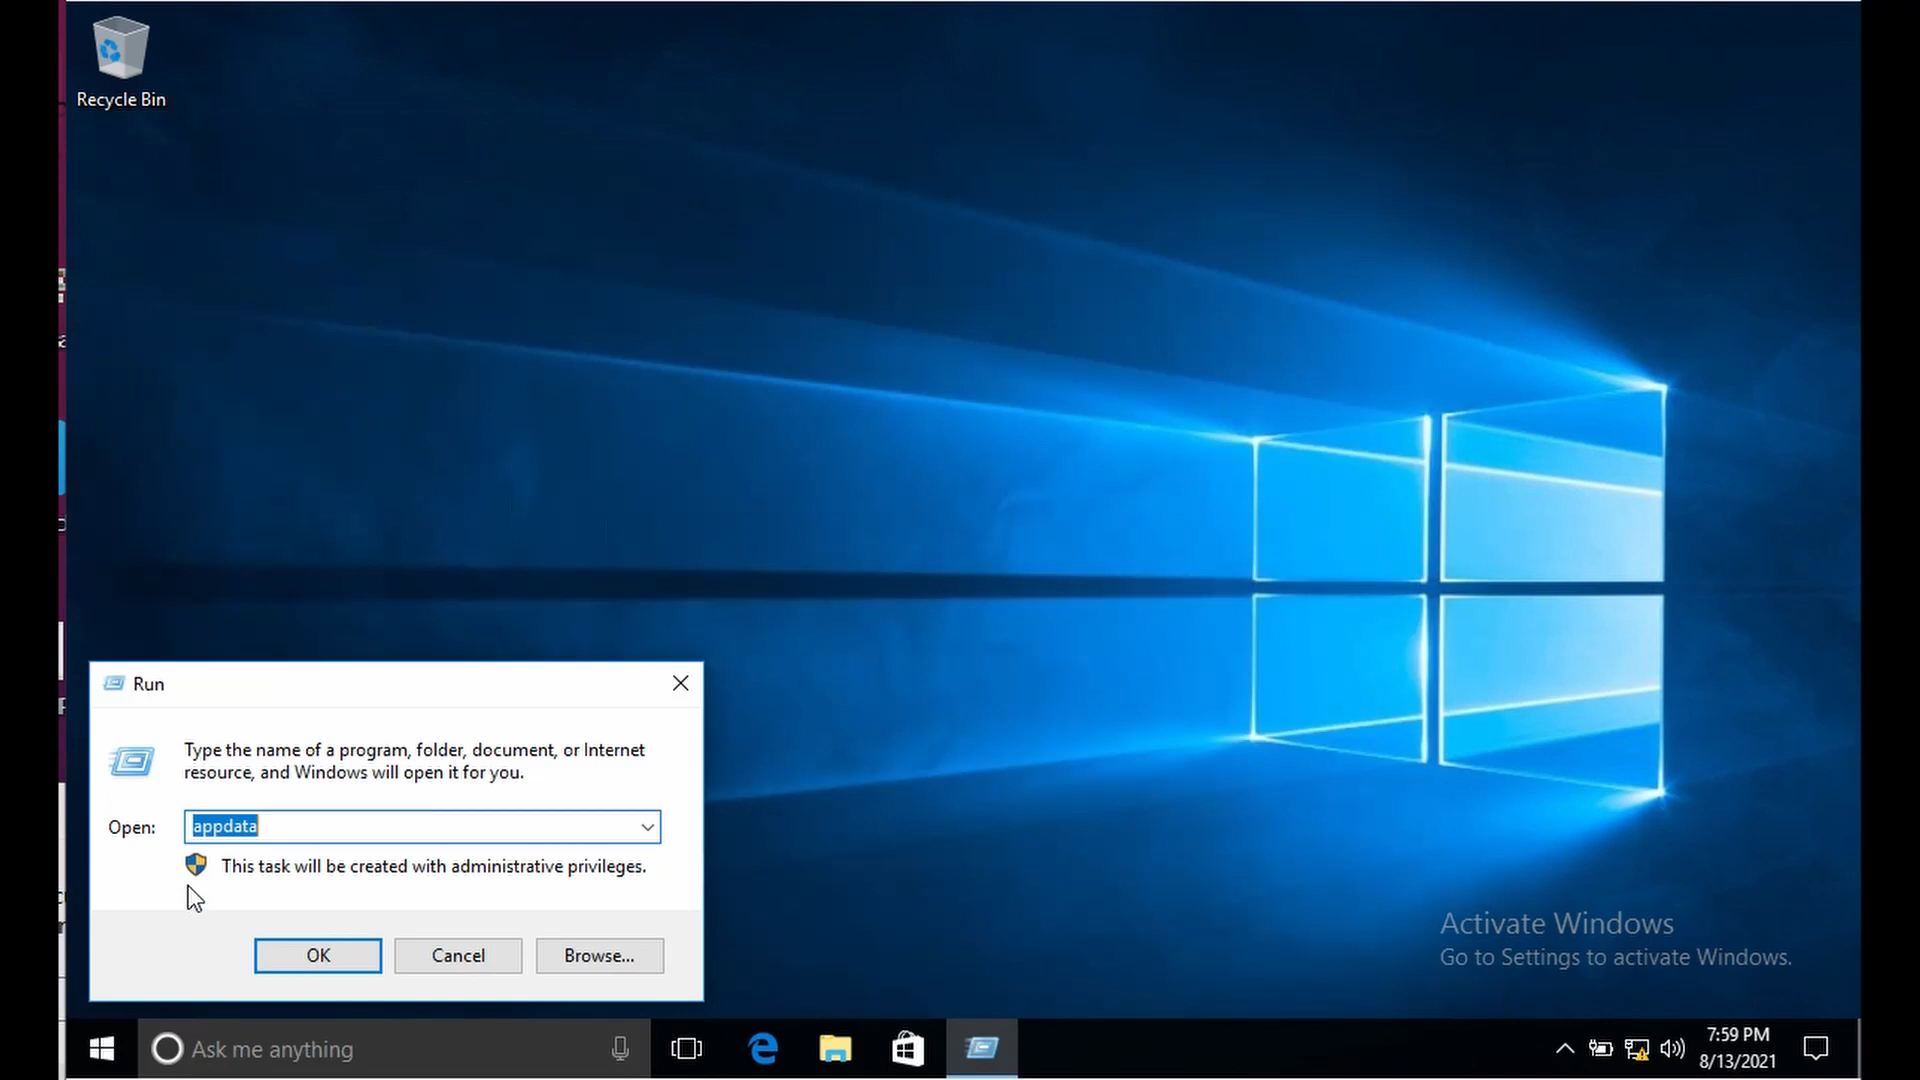 Recycle Bin
Run
Type the name of a program, folder, document, or Internet
resource, and Windows will open it for you.
Open:
appdata
This task will be created with administrative privileges.
OK
Cancel
Browse...
Activate Windows
Go to Settings to activate Windows.
Ask me anything
7:59 PM
8/13/2021